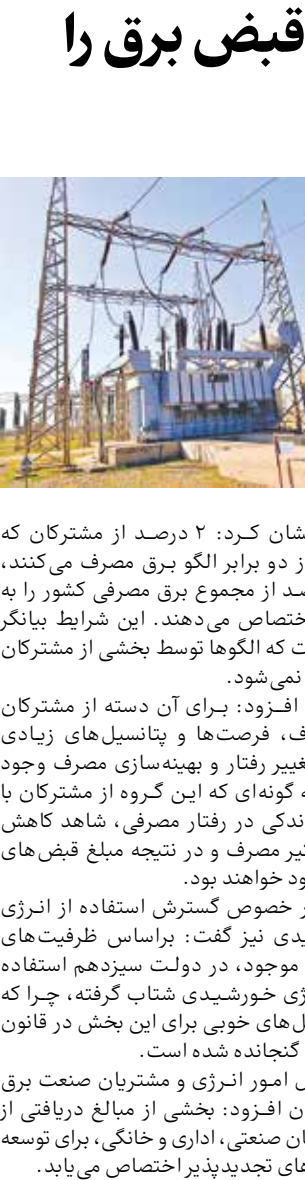 قبض برق را
شان کرد: ۲ درصد از مشترکان که
از دو برابر الگو برق مصرف می‌کنند،
صد از مجموع برق مصرفی کشور را به
ختصاص می‌دهند. این شرایط بیانگر
ت که الگوها توسط بخشی از مشترکان
نمی‌شود.
افزود: برای آن دسته از مشترکان
ف، فرصت‌ها و پتانسیل‌های زیادی
تغییر رفتار و بهینه‌سازی مصرف وجود
ه گونه‌ای که این گروه از مشترکان با
ندکی در رفتار مصرفی، شاهد کاهش
ثیر مصرف و در نتیجه مبلغ قبض‌های
ود خواهند بود.
ر خصوص گسترش استفاده از انرژی
یدی نیز گفت: براساس ظرفیت‌های
موجود، در دولت سیزدهم استفاده
ژی خورشیدی شتاب گرفته، چرا که
ل‌های خوبی برای این بخش در قانون
گنجانده شده است.
ل امور انرژی و مشتریان صنعت برق
ن افزود: بخشی از مبالغ دریافتی از
ان صنعتی، اداری و خانگی، برای توسعه
های تجدیدپذیر اختصاص می‌یابد.